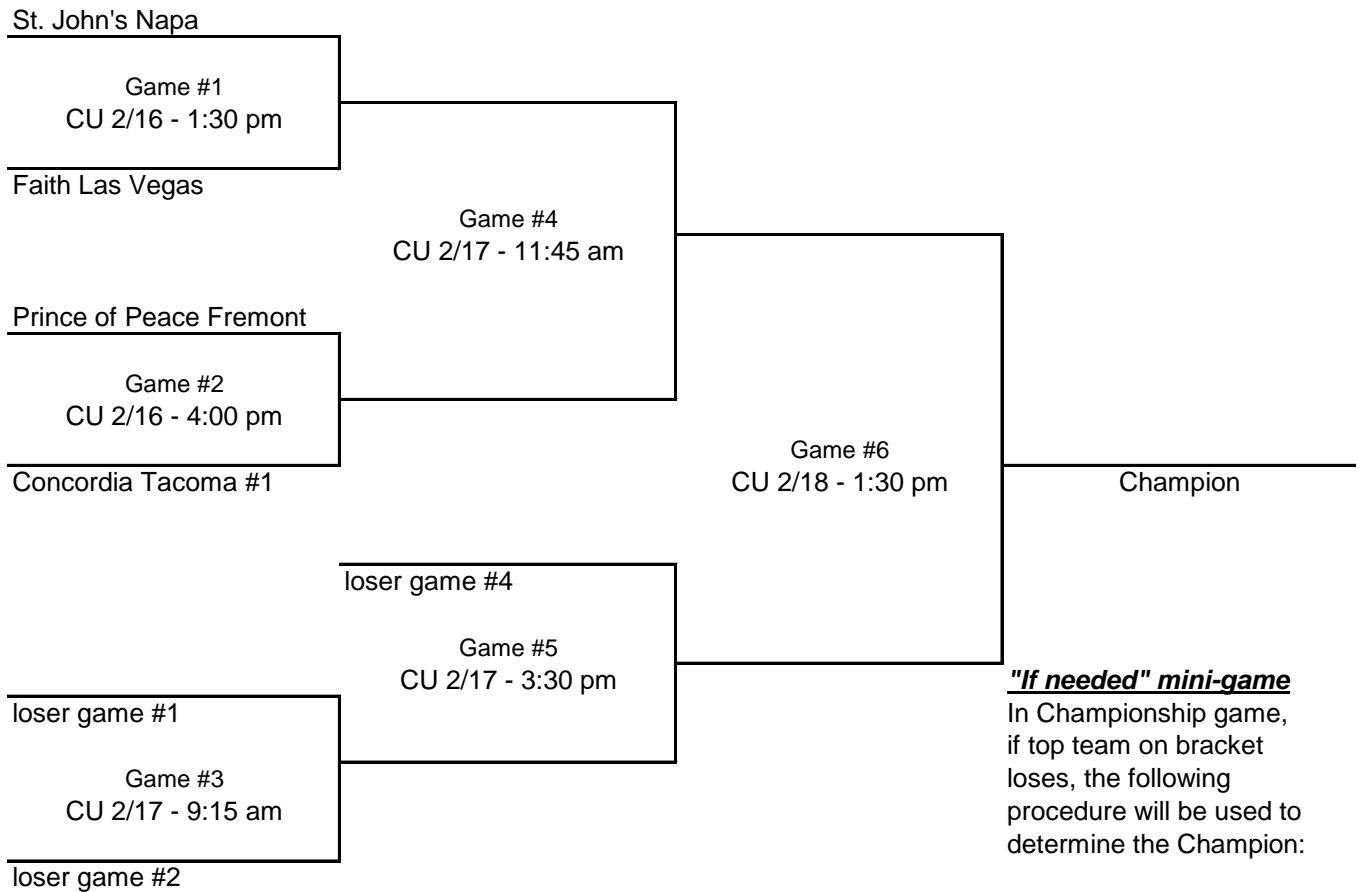 St. John's Napa
Game #1
CU 2/16 - 1:30 pm
Faith Las Vegas
Game #4
CU 2/17 - 11:45 am
Prince of Peace Fremont
Game #2
CU 2/16 - 4:00 pm
Concordia Tacoma #1
Game #6
CU 2/18 - 1:30 pm
Champion
loser game #4
Game #5
CU 2/17 - 3:30 pm
loser game #1
Game #3
CU 2/17 - 9:15 am
loser game #2
"If needed" mini-game
In Championship game,
if top team on bracket
loses, the following
procedure will be used to
determine the Champion: